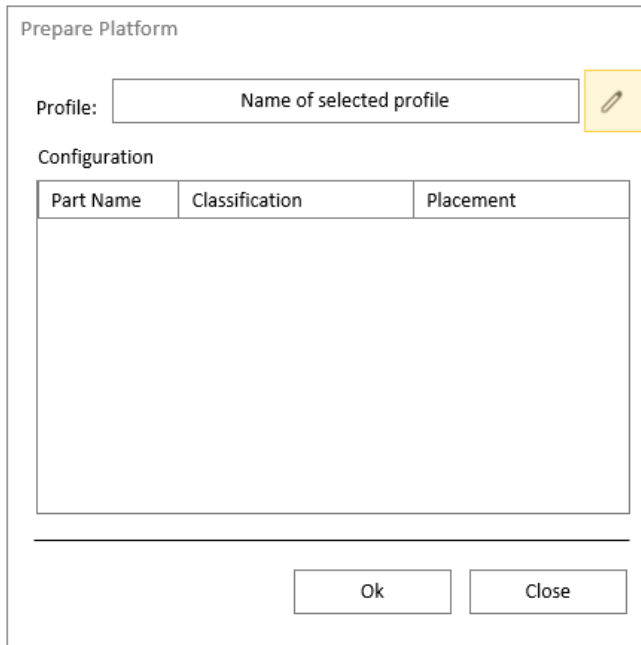 Prepare Platform
Profile: Name of selected profile
Configuration
Part Name Classification Placement
Ok Close